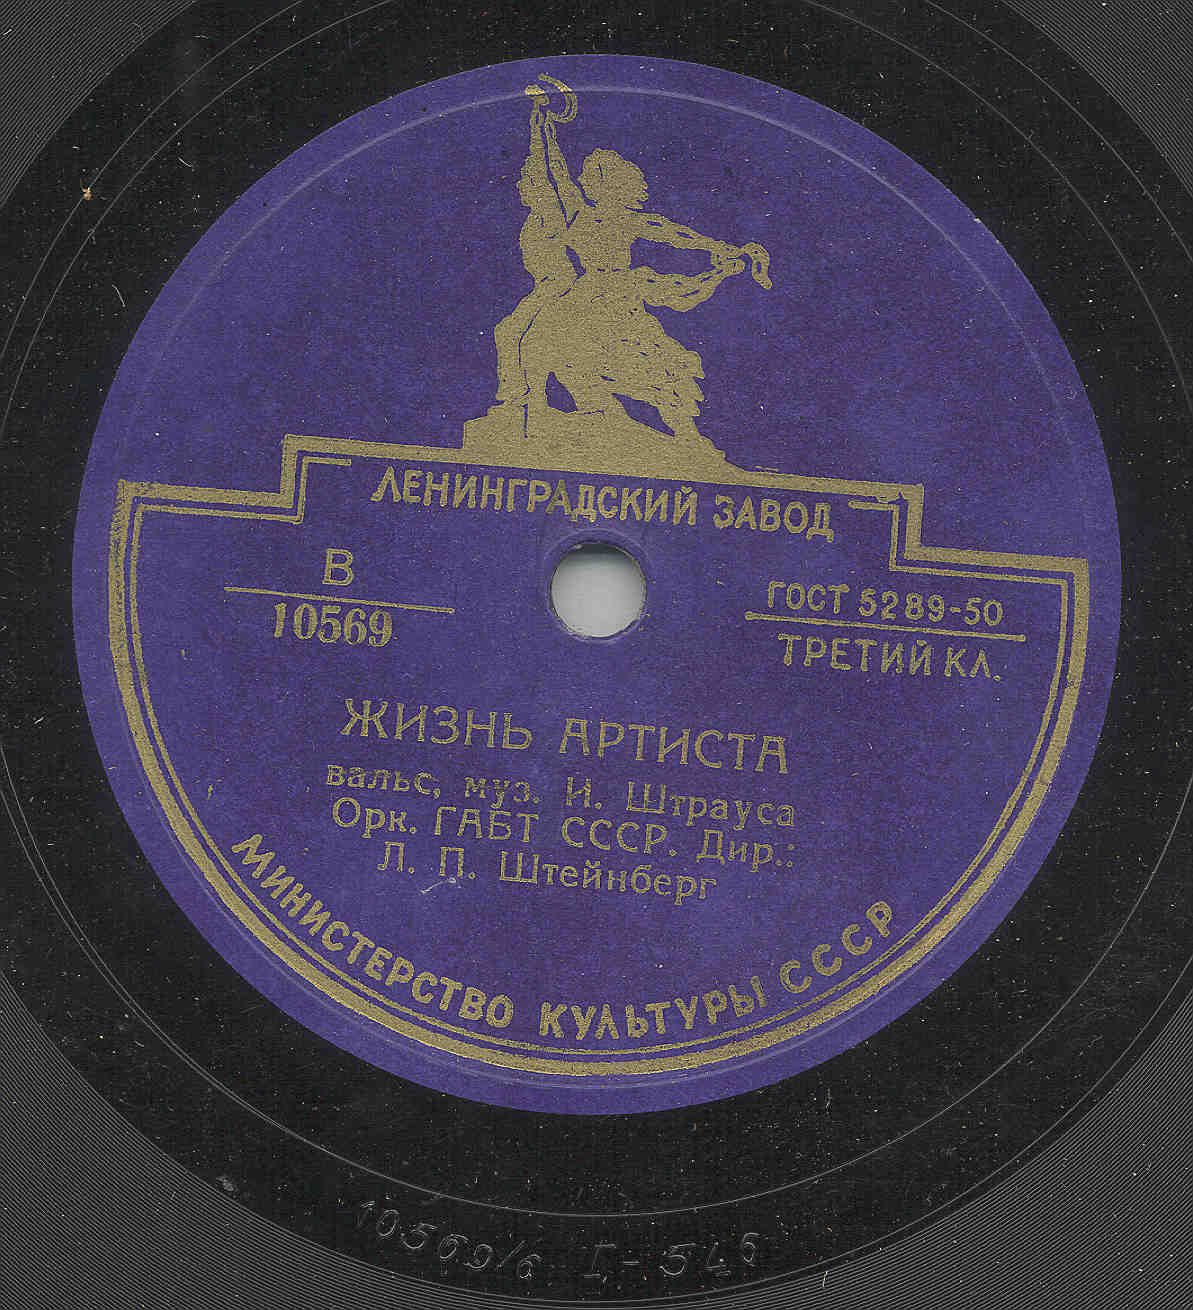 ЛЕНИНГРАДСКИЙ ЗАВОД
В
10569
ГОСТ 5289-50
ТРЕТИЙ КЛ.
ЖИЗНЬ АРТИСТА
вальс, муз. И. Штрауса
Орк. ГАБТ СССР. Дир.:
Л. П. Штейнберг
МИНИСТЕРСТВО КУЛЬТУРЫ СССР
10569/6 I-546